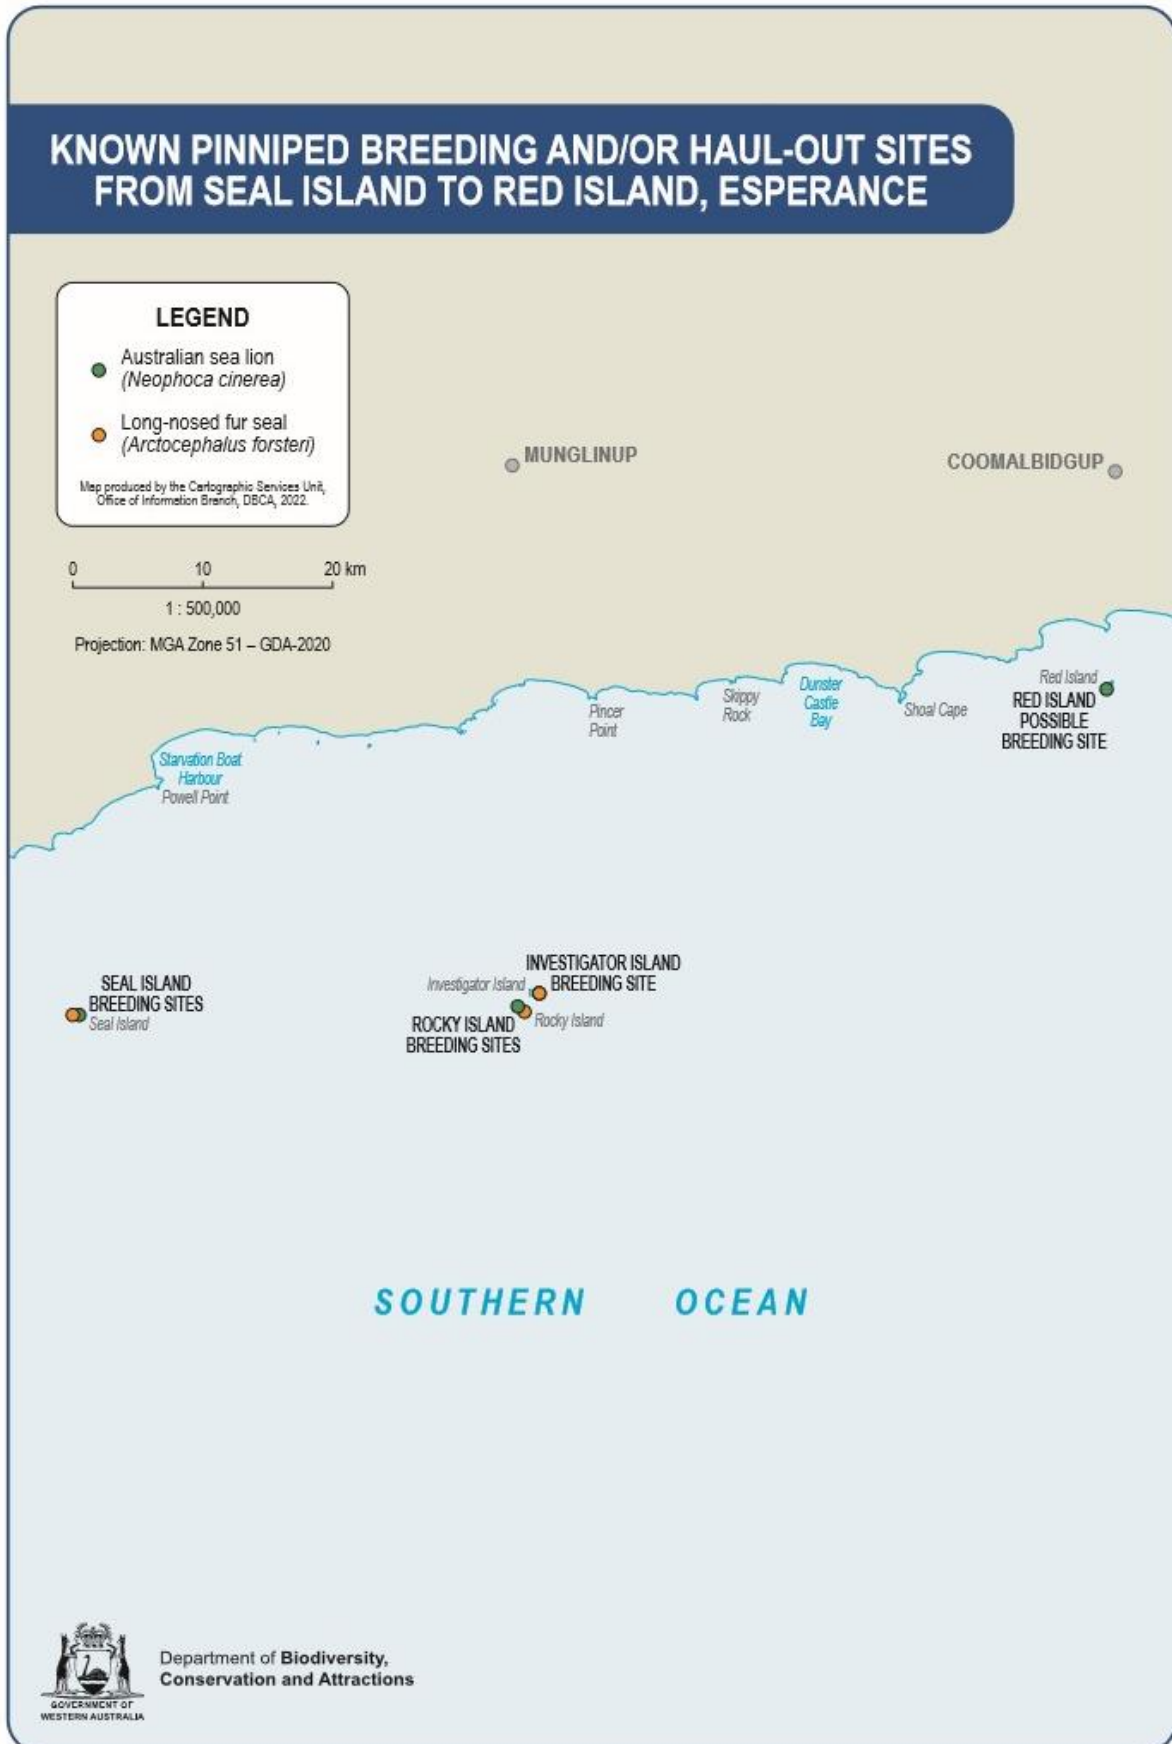 KNOWN PINNIPED BREEDING AND/OR HAUL-OUT SITES
FROM SEAL ISLAND TO RED ISLAND, ESPERANCE
LEGEND
Australian sea lion
(Neophoca cinerea)
Long-nosed fur seal
(Arctocephalus forsteri)
Map produced by the Cartographic Services Unit,
Office of Information Branch, DBCA, 2022.
MUNGLINUP
COOMALBIDGUP
0 10 20 km
1 : 500,000
Projection: MGA Zone 51 – GDA-2020
Red Island
RED ISLAND
POSSIBLE
BREEDING SITE
Dunster
Castle
Bay
Skippy
Rock
Shoal Cape
Pincer
Point
Starvation Boat
Harbour
Powell Point
SEAL ISLAND
BREEDING SITES
Seal Island
INVESTIGATOR ISLAND
BREEDING SITE
Investigator Island
ROCKY ISLAND
BREEDING SITES
Rocky Island
SOUTHERN OCEAN
Department of Biodiversity,
Conservation and Attractions
GOVERNMENT OF
WESTERN AUSTRALIA